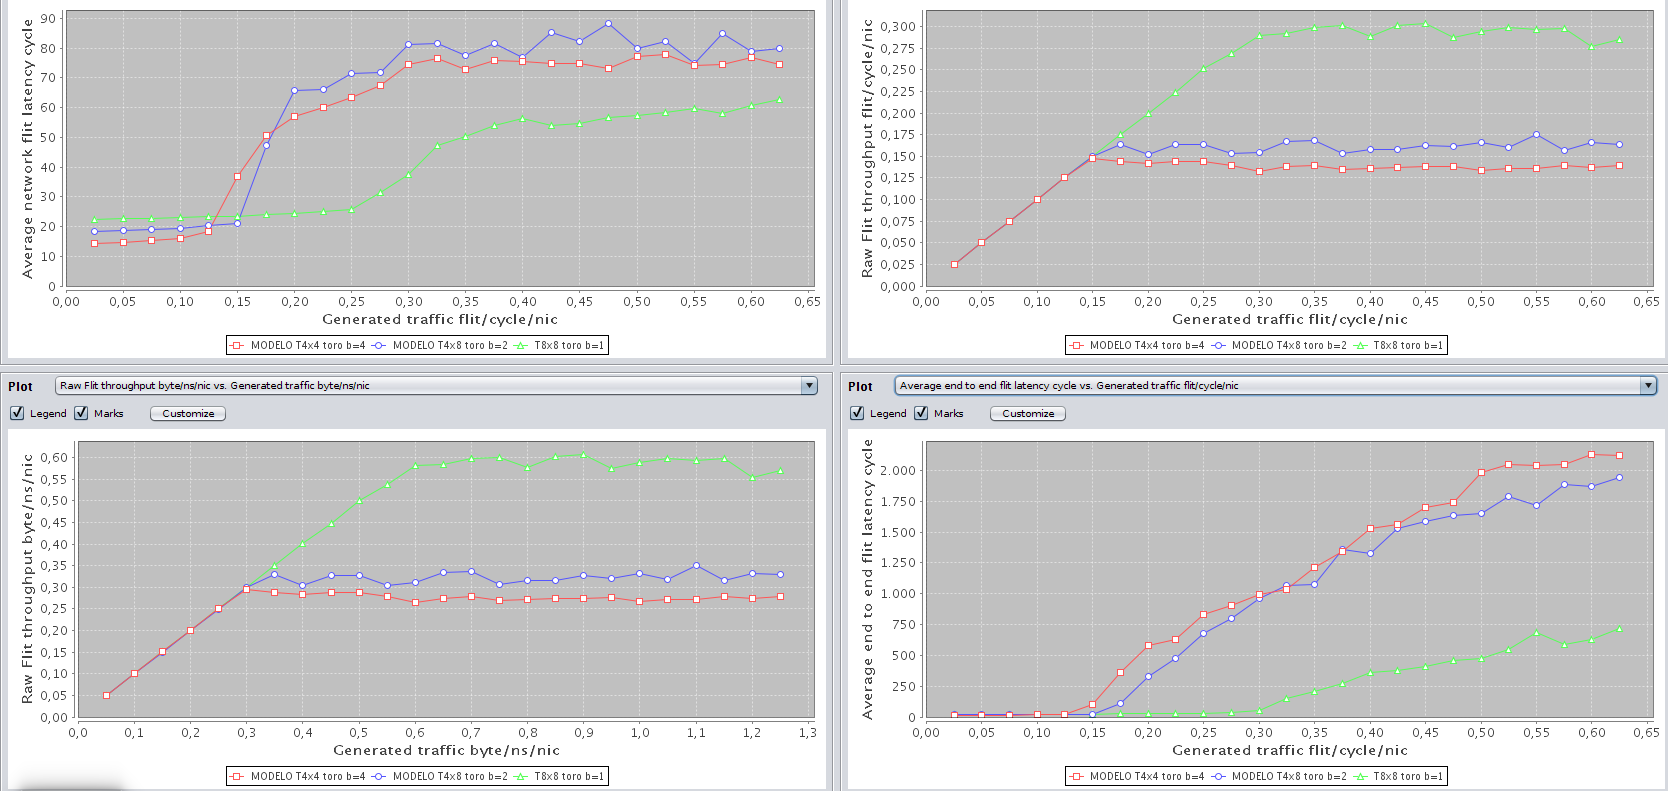 Average network flit latency cycle
90
80
70
60
50
40
30
20
10
0
0,00 0,05 0,10 0,15 0,20 0,25 0,30 0,35 0,40 0,45 0,50 0,55 0,60 0,65
Generated traffic flit/cycle/nic
MODELO T4x4 toro b=4 MODELO T4x8 toro b=2 T8x8 toro b=1
Raw Flit throughput flit/cycle/nic
0,300
0,275
0,250
0,225
0,200
0,175
0,150
0,125
0,100
0,075
0,050
0,025
0,000
0,00 0,05 0,10 0,15 0,20 0,25 0,30 0,35 0,40 0,45 0,50 0,55 0,60 0,65
Generated traffic flit/cycle/nic
MODELO T4x4 toro b=4 MODELO T4x8 toro b=2 T8x8 toro b=1
Plot Raw Flit throughput byte/ns/nic vs. Generated traffic byte/ns/nic
Legend Marks Customize
Raw Flit throughput byte/ns/nic
0,60
0,55
0,50
0,45
0,40
0,35
0,30
0,25
0,20
0,15
0,10
0,05
0,00
0,0 0,1 0,2 0,3 0,4 0,5 0,6 0,7 0,8 0,9 1,0 1,1 1,2 1,3
Generated traffic byte/ns/nic
MODELO T4x4 toro b=4 MODELO T4x8 toro b=2 T8x8 toro b=1
Plot Average end to end flit latency cycle vs. Generated traffic flit/cycle/nic
Legend Marks Customize
Average end to end flit latency cycle
2.000
1.750
1.500
1.250
1.000
750
500
250
0
0,00 0,05 0,10 0,15 0,20 0,25 0,30 0,35 0,40 0,45 0,50 0,55 0,60 0,65
Generated traffic flit/cycle/nic
MODELO T4x4 toro b=4 MODELO T4x8 toro b=2 T8x8 toro b=1